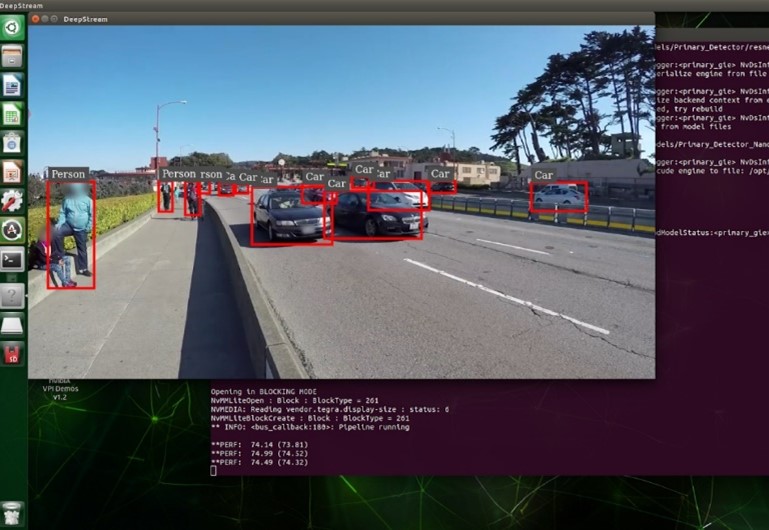 DeepStream
DeepStream
els/Primary_Detector/resne
gger:<primary_gie> NvDsInf
erialize engine from file
gger:<primary_gie> NvDsInf
ize backend context from e
ed, try rebuild
gger:<primary_gie> NvDsInf
from model files
els/Primary_Detector_Nano
gger:<primary_gie> NvDsInf
cude engine to file: /opt/
dModelStatus:<primary_gie>
Person
Person
rson
Car
Car
Car
Car
Car
Car
NVIDIA
VPI Demos
v1.2
Opening in BLOCKING MODE
NvMMLiteOpen : Block : BlockType = 261
NVMEDIA: Reading vendor.tegra.display-size : status: 6
NvMMLiteBlockCreate : Block : BlockType = 261
** INFO: <bus_callback:180>: Pipeline running
**PERF: 74.14 (73.81)
**PERF: 74.99 (74.52)
**PERF: 74.49 (74.32)